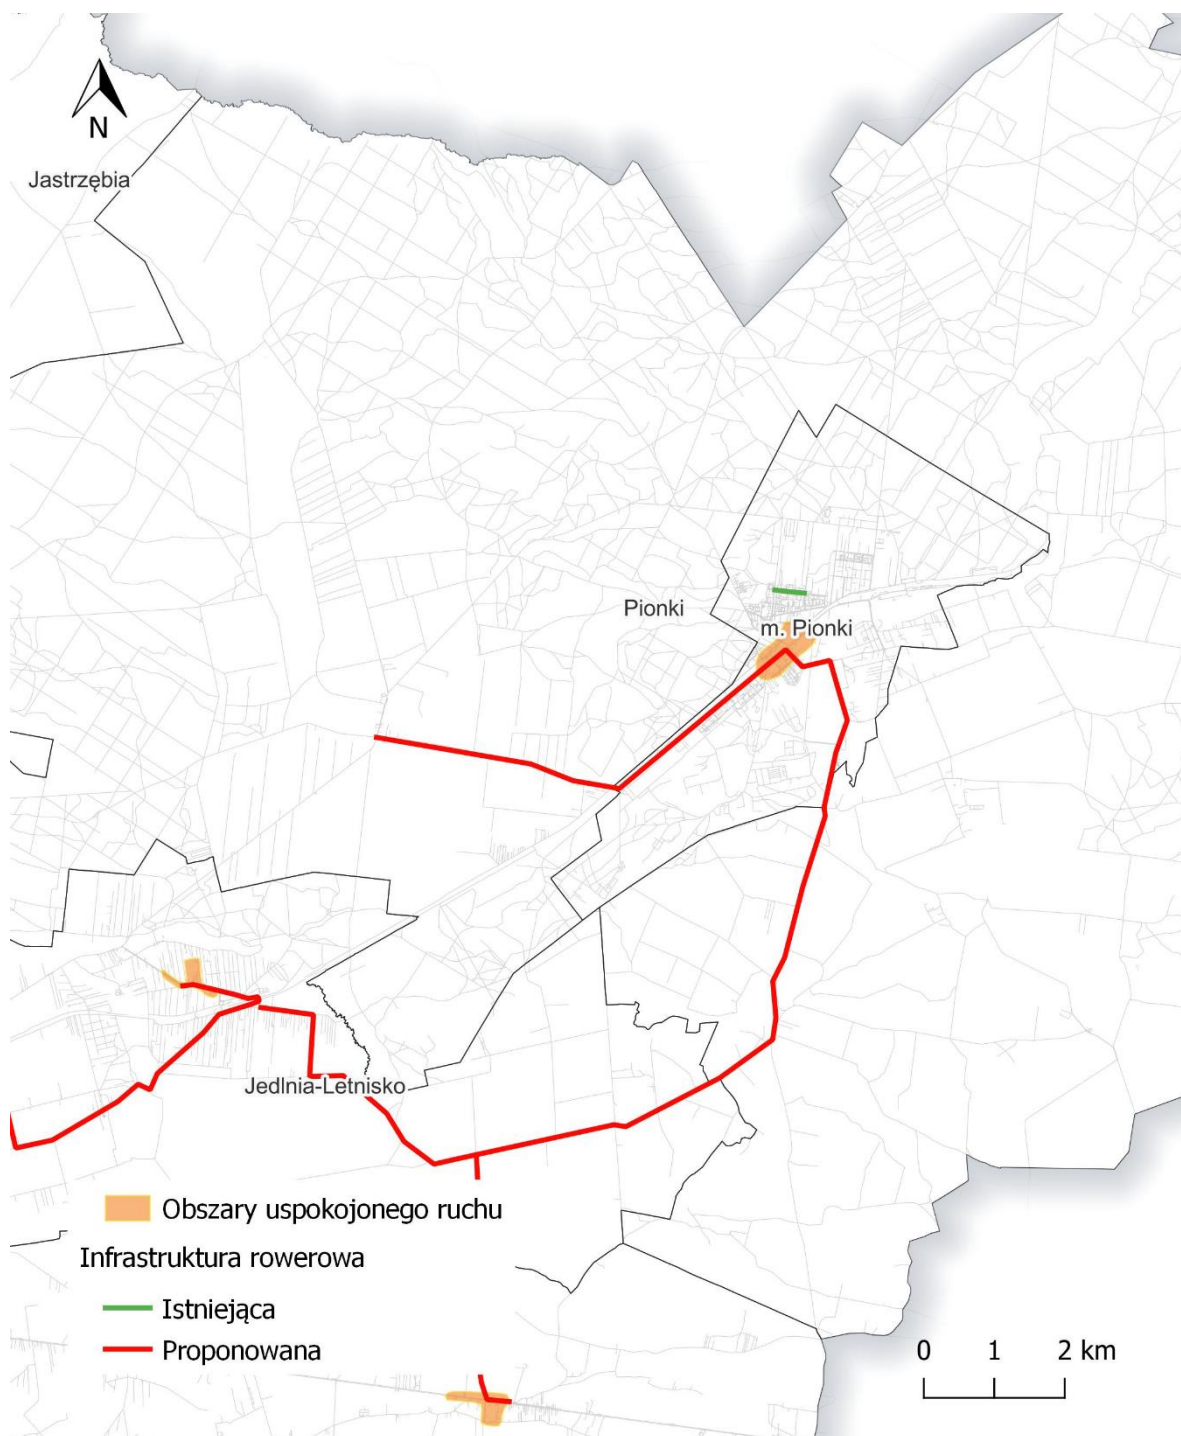 N
Jastrzębia
Pionki
m. Pionki
Jedlnia-Letnisko
Obszary uspokojonego ruchu
Infrastruktura rowerowa
Istniejąca
Proponowana
0 1 2 km